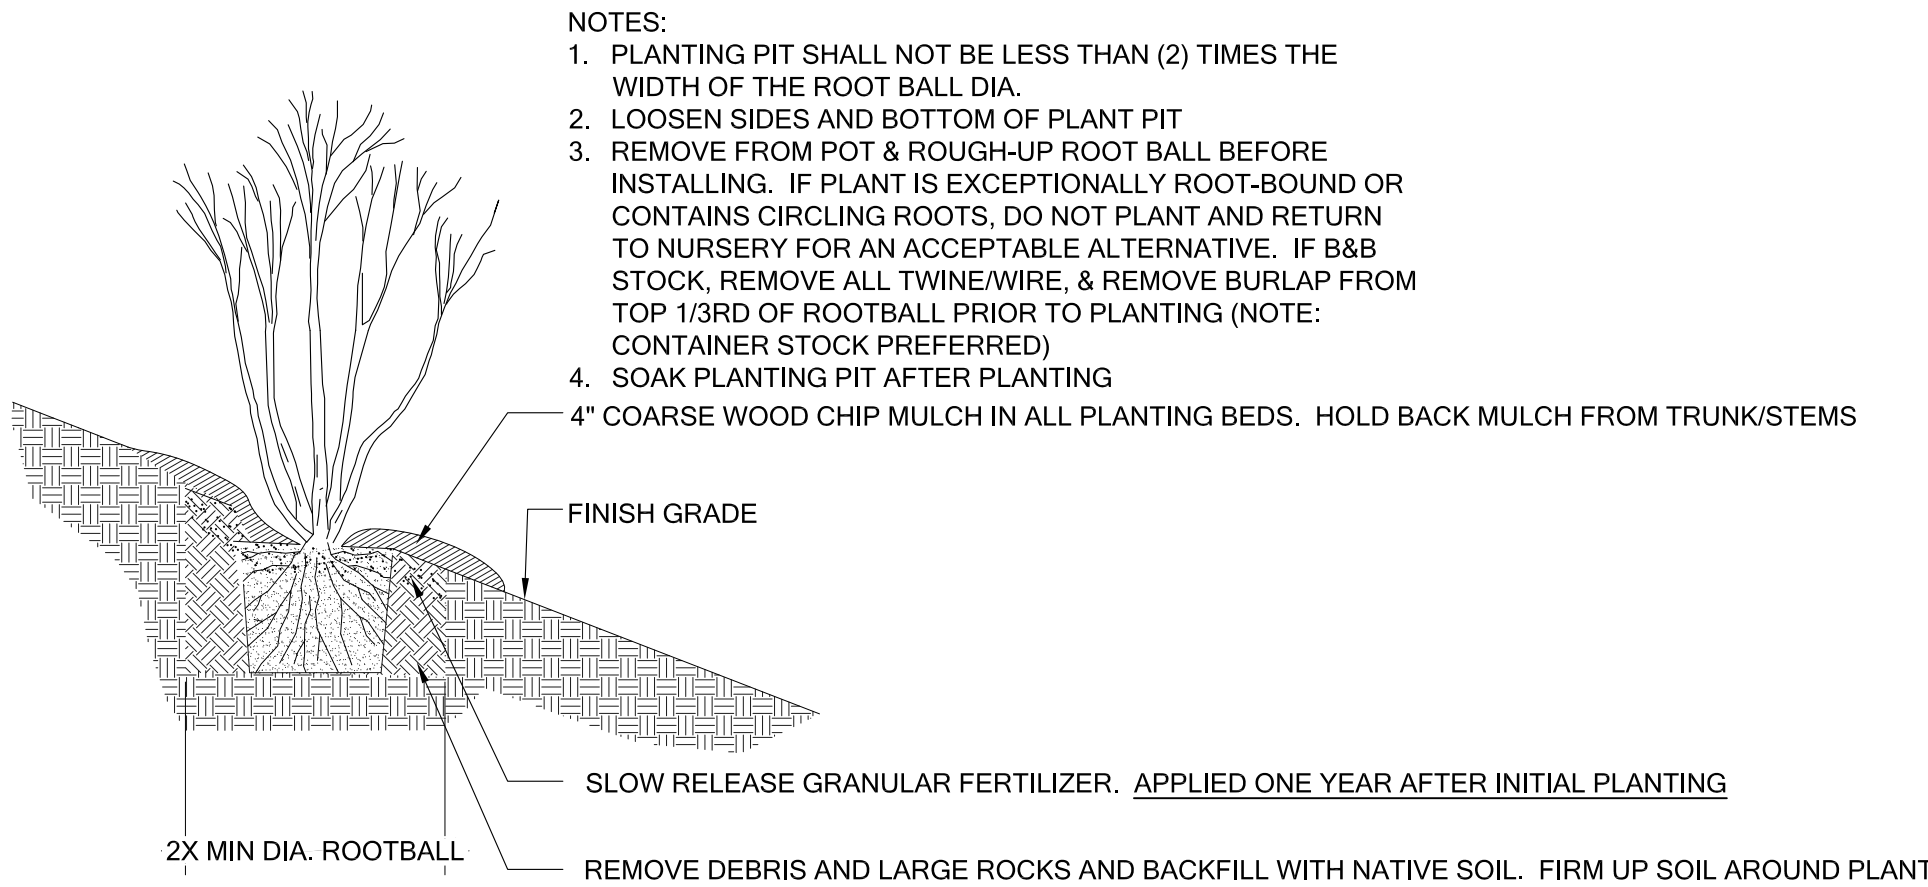 NOTES:
1. PLANTING PIT SHALL NOT BE LESS THAN (2) TIMES THE
WIDTH OF THE ROOT BALL DIA.
2. LOOSEN SIDES AND BOTTOM OF PLANT PIT
3. REMOVE FROM POT & ROUGH-UP ROOT BALL BEFORE
INSTALLING. IF PLANT IS EXCEPTIONALLY ROOT-BOUND OR
CONTAINS CIRCLING ROOTS, DO NOT PLANT AND RETURN
TO NURSERY FOR AN ACCEPTABLE ALTERNATIVE. IF B&B
STOCK, REMOVE ALL TWINE/WIRE, & REMOVE BURLAP FROM
TOP 1/3RD OF ROOTBALL PRIOR TO PLANTING (NOTE:
CONTAINER STOCK PREFERRED)
4. SOAK PLANTING PIT AFTER PLANTING
4" COARSE WOOD CHIP MULCH IN ALL PLANTING BEDS. HOLD BACK MULCH FROM TRUNK/STEMS
FINISH GRADE
SLOW RELEASE GRANULAR FERTILIZER. APPLIED ONE YEAR AFTER INITIAL PLANTING
2X MIN DIA. ROOTBALL
REMOVE DEBRIS AND LARGE ROCKS AND BACKFILL WITH NATIVE SOIL. FIRM UP SOIL AROUND PLANT